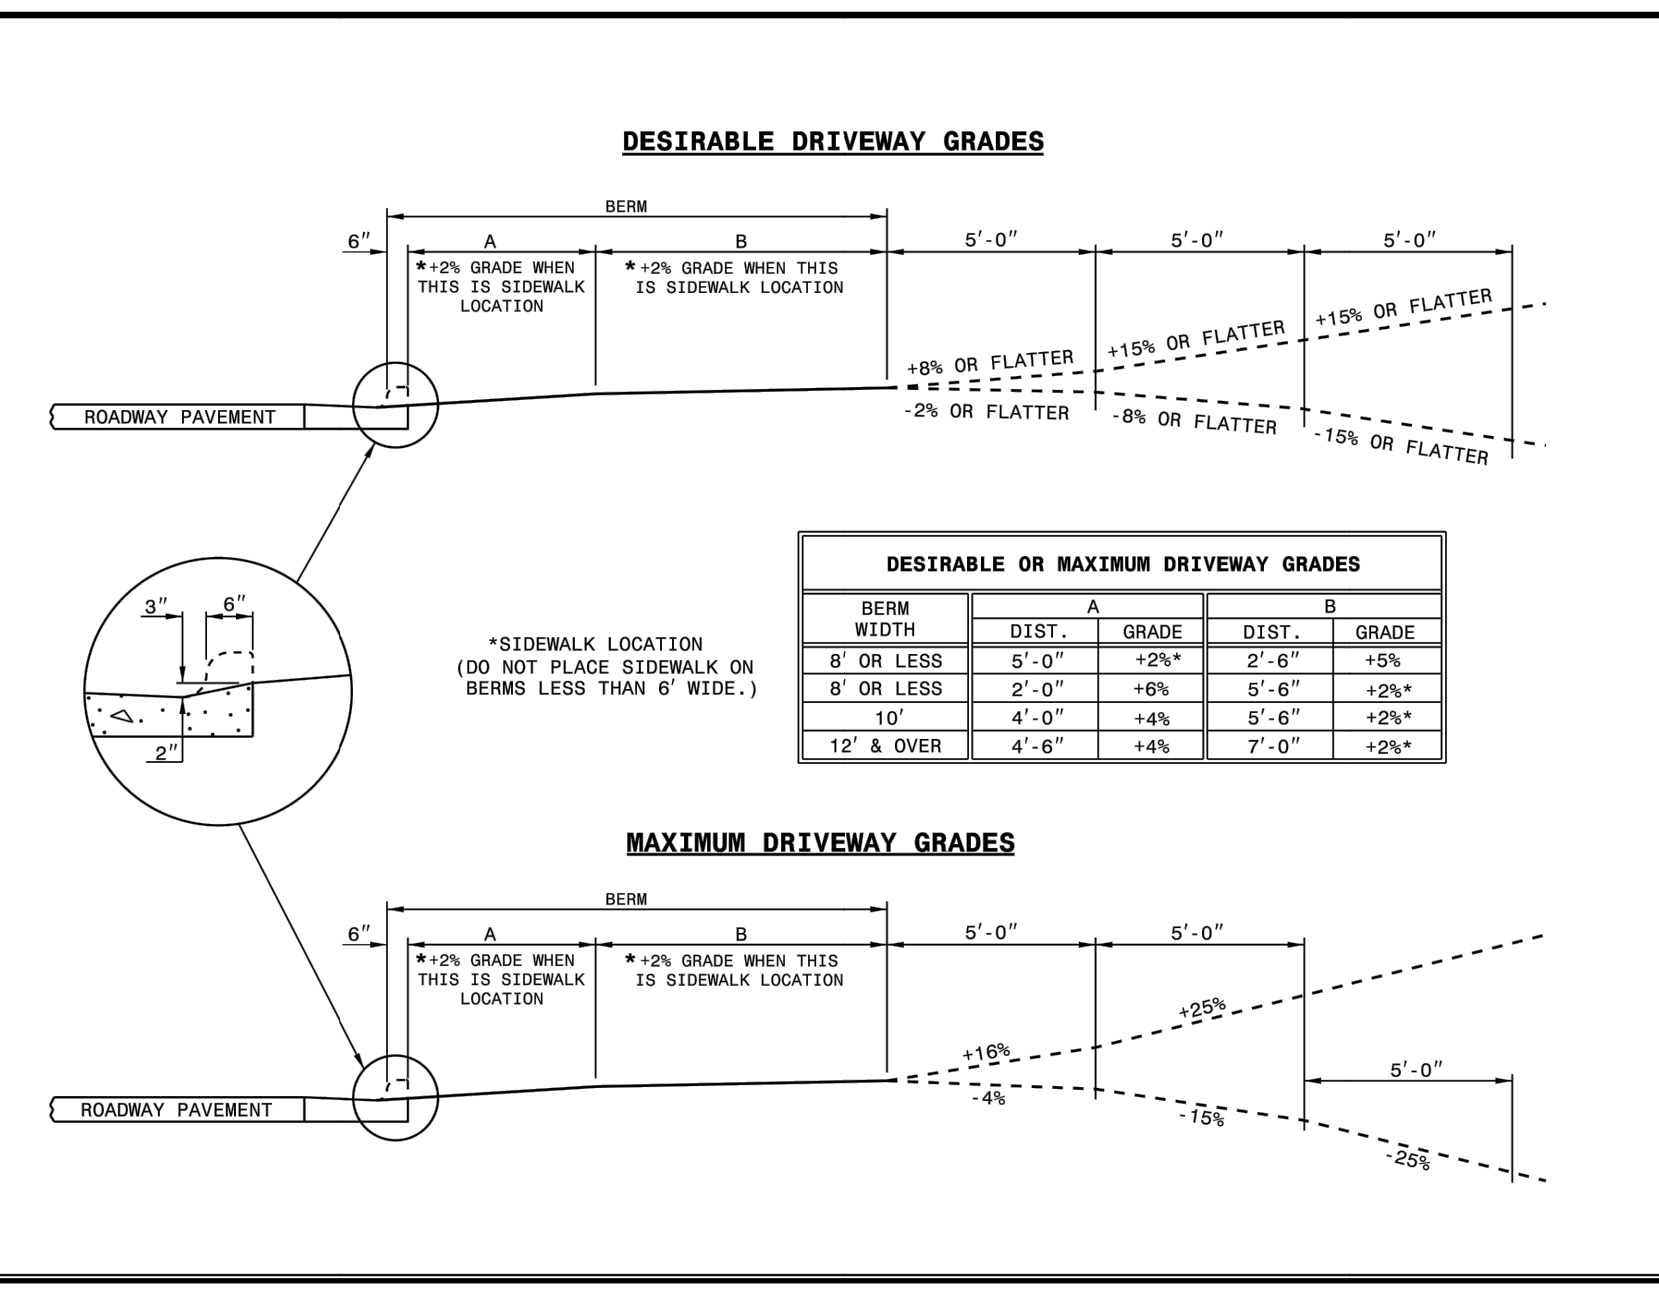 DESIRABLE DRIVEWAY GRADES
BERM
6" A B 5'-0" 5'-0" 5'-0"
*+2% GRADE WHEN
THIS IS SIDEWALK
LOCATION
*+2% GRADE WHEN THIS
IS SIDEWALK LOCATION
+8% OR FLATTER
+15% OR FLATTER
+15% OR FLATTER
-2% OR FLATTER
-8% OR FLATTER
-15% OR FLATTER
ROADWAY PAVEMENT
3" 6"
2"
*SIDEWALK LOCATION
(DO NOT PLACE SIDEWALK ON
BERMS LESS THAN 6' WIDE.)
DESIRABLE OR MAXIMUM DRIVEWAY GRADES
BERM
WIDTH
A B
DIST. GRADE DIST. GRADE
8' OR LESS 5'-0" +2%* 2'-6" +5%
8' OR LESS 2'-0" +6% 5'-6" +2%*
10' 4'-0" +4% 5'-6" +2%*
12' & OVER 4'-6" +4% 7'-0" +2%*
MAXIMUM DRIVEWAY GRADES
BERM
6" A B 5'-0" 5'-0"
*+2% GRADE WHEN
THIS IS SIDEWALK
LOCATION
*+2% GRADE WHEN THIS
IS SIDEWALK LOCATION
+16%
+25%
5'-0"
-4%
-15%
-25%
ROADWAY PAVEMENT